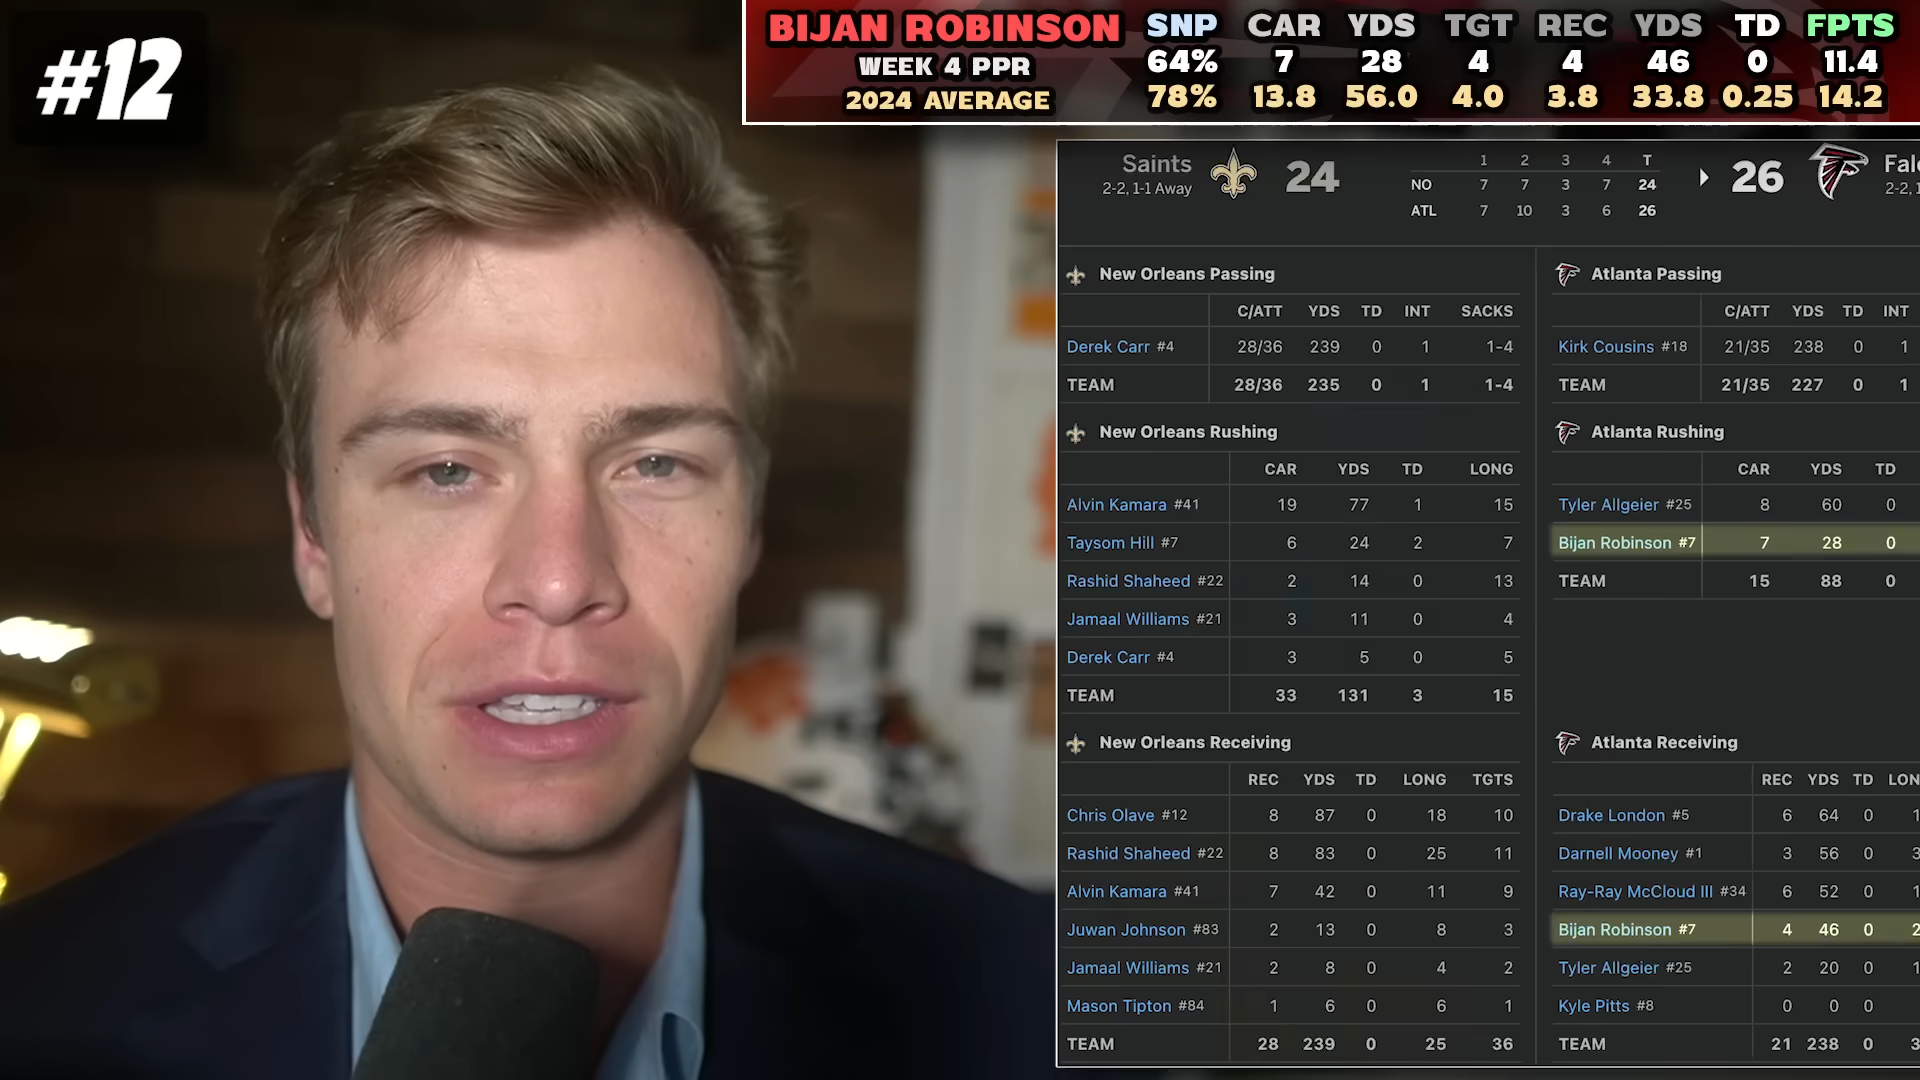 #12
BIJAN ROBINSON SNP CAR YDS TGT REC YDS TD FPTS
WEEK 4 PPR 64% 7 28 4 4 46 0 11.4
2024 AVERAGE 78% 13.8 56.0 4.0 3.8 33.8 0.25 14.2
Saints 24 26 Falc
2-2, 1-1 Away 2-2, 1
1 2 3 4 T
NO 7 7 3 7 24
ATL 7 10 3 6 26
New Orleans Passing
C/ATT YDS TD INT SACKS
Derek Carr #4 28/36 239 0 1 1-4
TEAM 28/36 235 0 1 1-4
New Orleans Rushing
CAR YDS TD LONG
Alvin Kamara #41 19 77 1 15
Taysom Hill #7 6 24 2 7
Rashid Shaheed #22 2 14 0 13
Jamaal Williams #21 3 11 0 4
Derek Carr #4 3 5 0 5
TEAM 33 131 3 15
New Orleans Receiving
REC YDS TD LONG TGTS
Chris Olave #12 8 87 0 18 10
Rashid Shaheed #22 8 83 0 25 11
Alvin Kamara #41 7 42 0 11 9
Juwan Johnson #83 2 13 0 8 3
Jamaal Williams #21 2 8 0 4 2
Mason Tipton #84 1 6 0 6 1
TEAM 28 239 0 25 36
Atlanta Passing
C/ATT YDS TD INT
Kirk Cousins #18 21/35 238 0 1
TEAM 21/35 227 0 1
Atlanta Rushing
CAR YDS TD
Tyler Allgeier #25 8 60 0
Bijan Robinson #7 7 28 0
TEAM 15 88 0
Atlanta Receiving
REC YDS TD LON
Drake London #5 6 64 0 1
Darnell Mooney #1 3 56 0 3
Ray-Ray McCloud III #34 6 52 0 1
Bijan Robinson #7 4 46 0 2
Tyler Allgeier #25 2 20 0 1
Kyle Pitts #8 0 0 0
TEAM 21 238 0 3